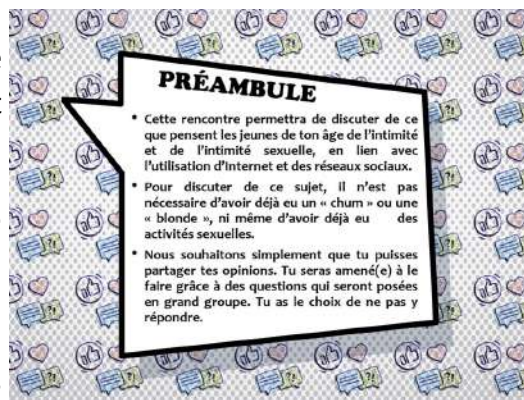 PRÉAMBULE
• Cette rencontre permettra de discuter de ce
que pensent les jeunes de ton âge de l'intimité
et de l'intimité sexuelle, en lien avec
l'utilisation d'Internet et des réseaux sociaux.
• Pour discuter de ce sujet, il n'est pas
nécessaire d'avoir déjà eu un « chum » ou une
« blonde », ni même d'avoir déjà eu des
activités sexuelles.
• Nous souhaitons simplement que tu puisses
partager tes opinions. Tu seras amené(e) à le
faire grâce à des questions qui seront posées
en grand groupe. Tu as le choix de ne pas y
répondre.